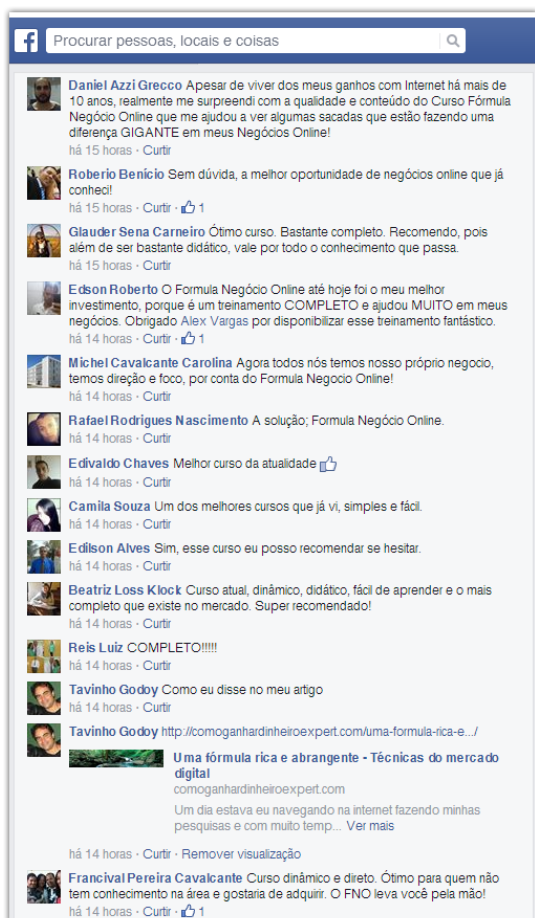 f Procurar pessoas, locais e coisas
Daniel Azzi Grecco Apesar de viver dos meus ganhos com Internet há mais de
10 anos, realmente me surpreendi com a qualidade e conteúdo do Curso Fórmula
Negócio Online que me ajudou a ver algumas sacadas que estão fazendo uma
diferença GIGANTE em meus Negócios Online!
há 15 horas · Curtir
Roberio Benício Sem dúvida, a melhor oportunidade de negócios online que já
conheci!
há 15 horas · Curtir · 1
Glauder Sena Carneiro Ótimo curso. Bastante completo. Recomendo, pois
além de ser bastante didático, vale por todo o conhecimento que passa.
há 15 horas · Curtir
Edson Roberto O Formula Negócio Online até hoje foi o meu melhor
investimento, porque é um treinamento COMPLETO e ajudou MUITO em meus
negócios. Obrigado Alex Vargas por disponibilizar esse treinamento fantástico.
há 14 horas · Curtir · 1
Michel Cavalcante Carolina Agora todos nós temos nosso próprio negocio,
temos direção e foco, por conta do Formula Negocio Online!
há 14 horas · Curtir
Rafael Rodrigues Nascimento A solução; Formula Negócio Online.
há 14 horas · Curtir
Edivaldo Chaves Melhor curso da atualidade
há 14 horas · Curtir
Camila Souza Um dos melhores cursos que já vi, simples e fácil.
há 14 horas · Curtir
Edilson Alves Sim, esse curso eu posso recomendar se hesitar.
há 14 horas · Curtir
Beatriz Loss Klock Curso atual, dinâmico, didático, fácil de aprender e o mais
completo que existe no mercado. Super recomendado!
há 14 horas · Curtir
Reis Luiz COMPLETO!!!!!
há 14 horas · Curtir
Tavinho Godoy Como eu disse no meu artigo
há 14 horas · Curtir
Tavinho Godoy http://comoganhardinheiroexpert.com/uma-formula-rica-e.../
Uma fórmula rica e abrangente - Técnicas do mercado
digital
comoganhardinheiroexpert.com
Um dia estava eu navegando na internet fazendo minhas
pesquisas e com muito temp... Ver mais
há 14 horas · Curtir · Remover visualização
Francival Pereira Cavalcante Curso dinâmico e direto. Ótimo para quem não
tem conhecimento na área e gostaria de adquirir. O FNO leva você pela mão!
há 14 horas · Curtir · 1